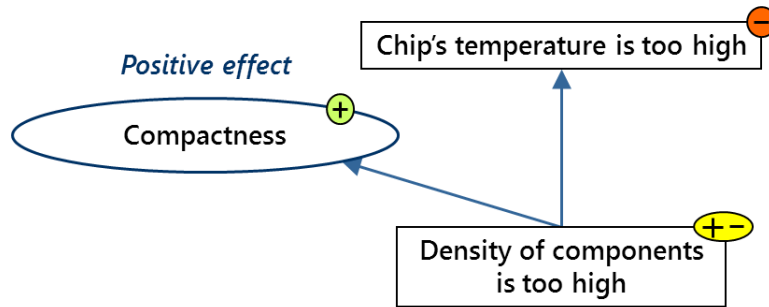 Chip's temperature is too high
−
Positive effect
+
Compactness
+ −
Density of components
is too high